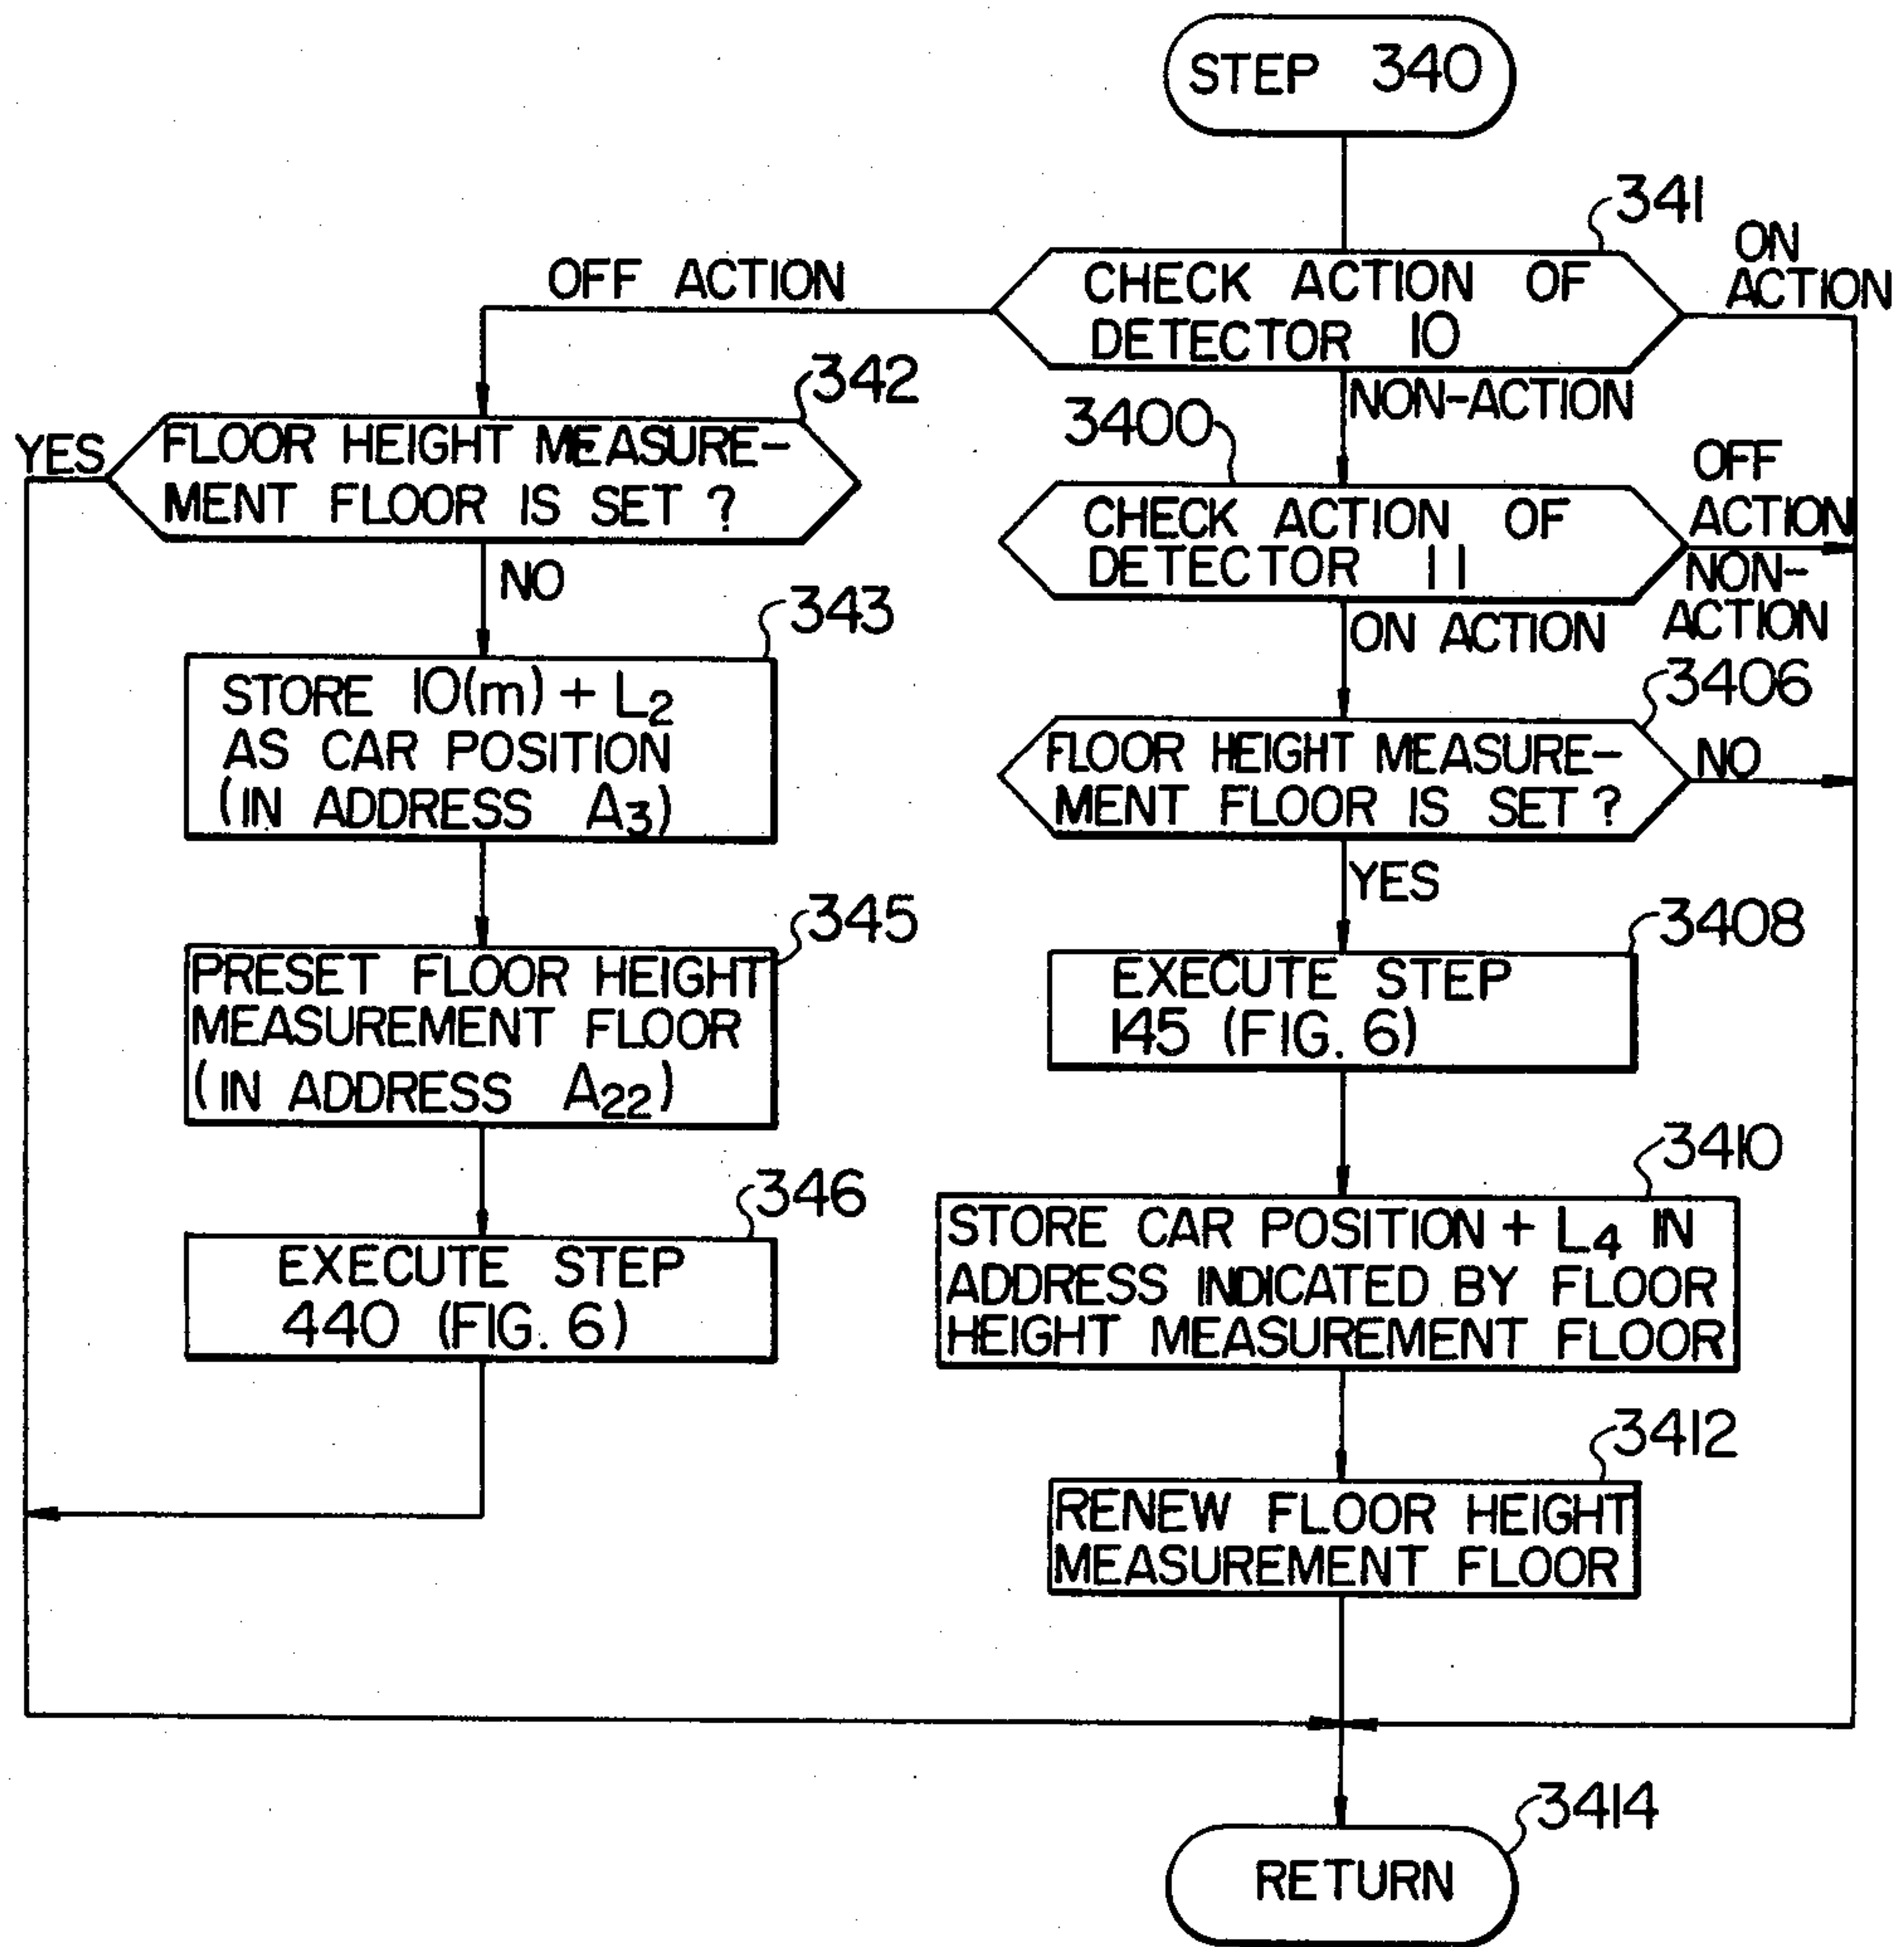 STEP 340
341
ON
ACTION
OFF ACTION
CHECK ACTION OF
DETECTOR 10
342
NON-ACTION
3400
YES
FLOOR HEIGHT MEASURE-
MENT FLOOR IS SET ?
OFF
ACTION
CHECK ACTION OF
DETECTOR 11
NON-
ACTION
NO
343
ON ACTION
3406
STORE 10(m) + L₂
AS CAR POSITION
(IN ADDRESS A₃)
FLOOR HEIGHT MEASURE-
MENT FLOOR IS SET ?
NO
YES
345
3408
PRESET FLOOR HEIGHT
MEASUREMENT FLOOR
(IN ADDRESS A₂₂)
EXECUTE STEP
145 (FIG. 6)
346
3410
EXECUTE STEP
440 (FIG. 6)
STORE CAR POSITION + L₄ IN
ADDRESS INDICATED BY FLOOR
HEIGHT MEASUREMENT FLOOR
3412
RENEW FLOOR HEIGHT
MEASUREMENT FLOOR
3414
RETURN